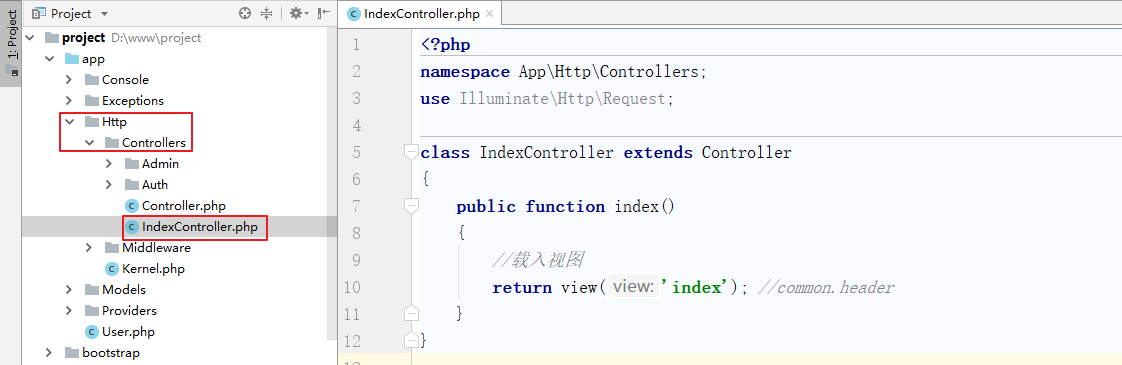 1: Project
Project
project D:\www\project
app
Console
Exceptions
Http
Controllers
Admin
Auth
Controller.php
IndexController.php
Middleware
Kernel.php
Models
Providers
User.php
bootstrap
IndexController.php
1 <?php
2 namespace App\Http\Controllers;
3 use Illuminate\Http\Request;
4
5 class IndexController extends Controller
6 {
7 public function index()
8 {
9 //载入视图
10 return view( view: 'index'); //common.header
11 }
12 }